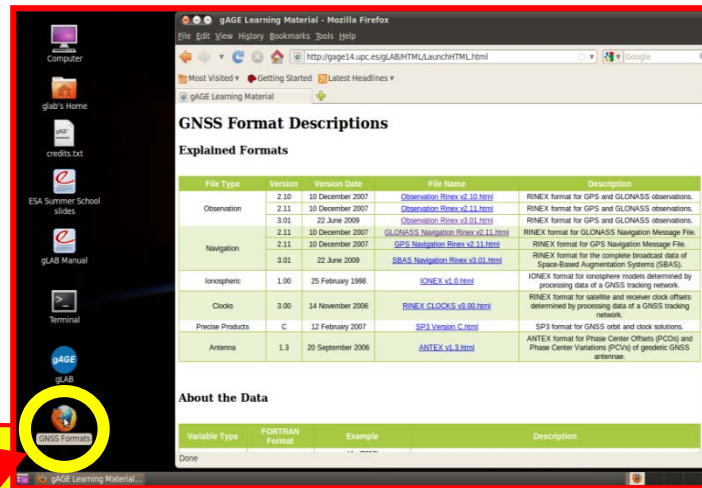 Computer
glab's Home
credits.txt
ESA Summer School
slides
gLAB Manual
Terminal
gAGE
gLAB
GNSS Formats
gAGE Learning Material - Mozilla Firefox
File Edit View History Bookmarks Tools Help
http://gage14.upc.es/gLAB/HTML/LaunchHTML.html
Google
Most Visited Getting Started Latest Headlines
gAGE Learning Material
GNSS Format Descriptions
Explained Formats
File Type Version Version Date File Name Description
Observation
2.10 10 December 2007 Observation Rinex v2.10.html RINEX format for GPS and GLONASS observations.
2.11 10 December 2007 Observation Rinex v2.11.html RINEX format for GPS and GLONASS observations.
3.01 22 June 2009 Observation Rinex v3.01.html RINEX format for GPS and GLONASS observations.
Navigation
2.11 10 December 2007 GLONASS Navigation Rinex v2.11.html RINEX format for GLONASS Navigation Message File.
2.11 10 December 2007 GPS Navigation Rinex v2.11.html RINEX format for GPS Navigation Message File.
3.01 22 June 2009 SBAS Navigation Rinex v3.01.html RINEX format for the complete broadcast data of
Space-Based Augmentation Systems (SBAS).
Ionospheric 1.00 25 February 1998 IONEX v1.0.html IONEX format for ionosphere models determined by
processing data of a GNSS tracking network.
Clocks 3.00 14 November 2006 RINEX CLOCKS v3.00.html RINEX format for satellite and receiver clock offsets
determined by processing data of a GNSS tracking
network.
Precise Products C 12 February 2007 SP3 Version C.html SP3 format for GNSS orbit and clock solutions.
Antenna 1.3 20 September 2006 ANTEX v1.3.html ANTEX format for Phase Center Offsets (PCOs) and
Phase Center Variations (PCVs) of geodetic GNSS
antennae.
About the Data
Variable Type FORTRAN
Format Example Description
Done
gAGE Learning Material...